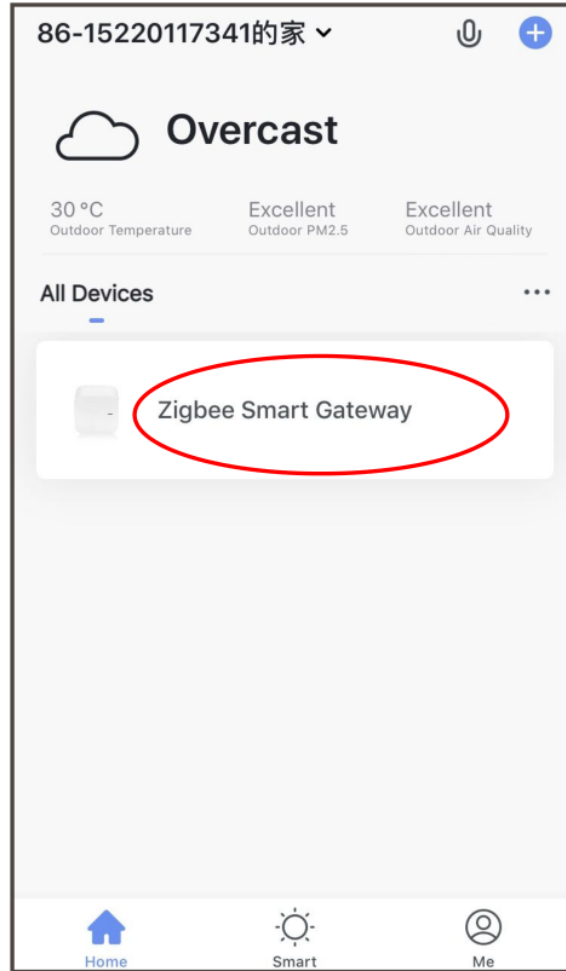 86-15220117341的家
Overcast
30 °C Excellent Excellent
Outdoor Temperature Outdoor PM2.5 Outdoor Air Quality
All Devices
Zigbee Smart Gateway
Home Smart Me